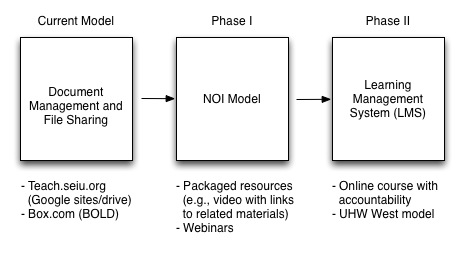 Current Model
Phase I
Phase II
Document
Management and
File Sharing
NOI Model
Learning
Management
System (LMS)
- Teach.seiu.org
(Google sites/drive)
- Box.com (BOLD)
- Packaged resources
(e.g., video with links
to related materials)
- Webinars
- Online course with
accountability
- UHW West model